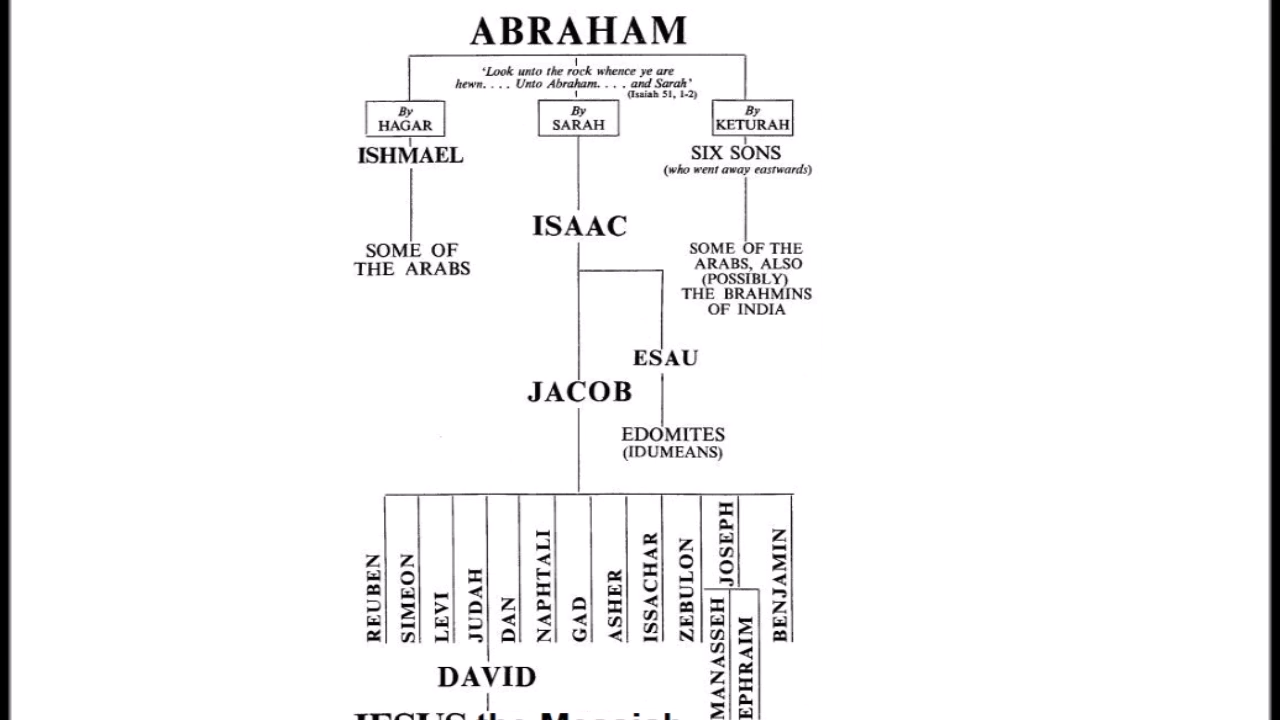 ABRAHAM
'Look unto the rock whence ye are
hewn. . . . Unto Abraham. . . . and Sarah'
(Isaiah 51, 1-2)
By
HAGAR
By
SARAH
By
KETURAH
ISHMAEL
SIX SONS
(who went away eastwards)
ISAAC
SOME OF
THE ARABS
SOME OF THE
ARABS, ALSO
(POSSIBLY)
THE BRAHMINS
OF INDIA
ESAU
JACOB
EDOMITES
(IDUMEANS)
REUBEN
SIMEON
LEVI
JUDAH
DAN
NAPHTALI
GAD
ASHER
ISSACHAR
ZEBULON
JOSEPH
MANASSEH
EPHRAIM
BENJAMIN
DAVID
JESUS the Messiah